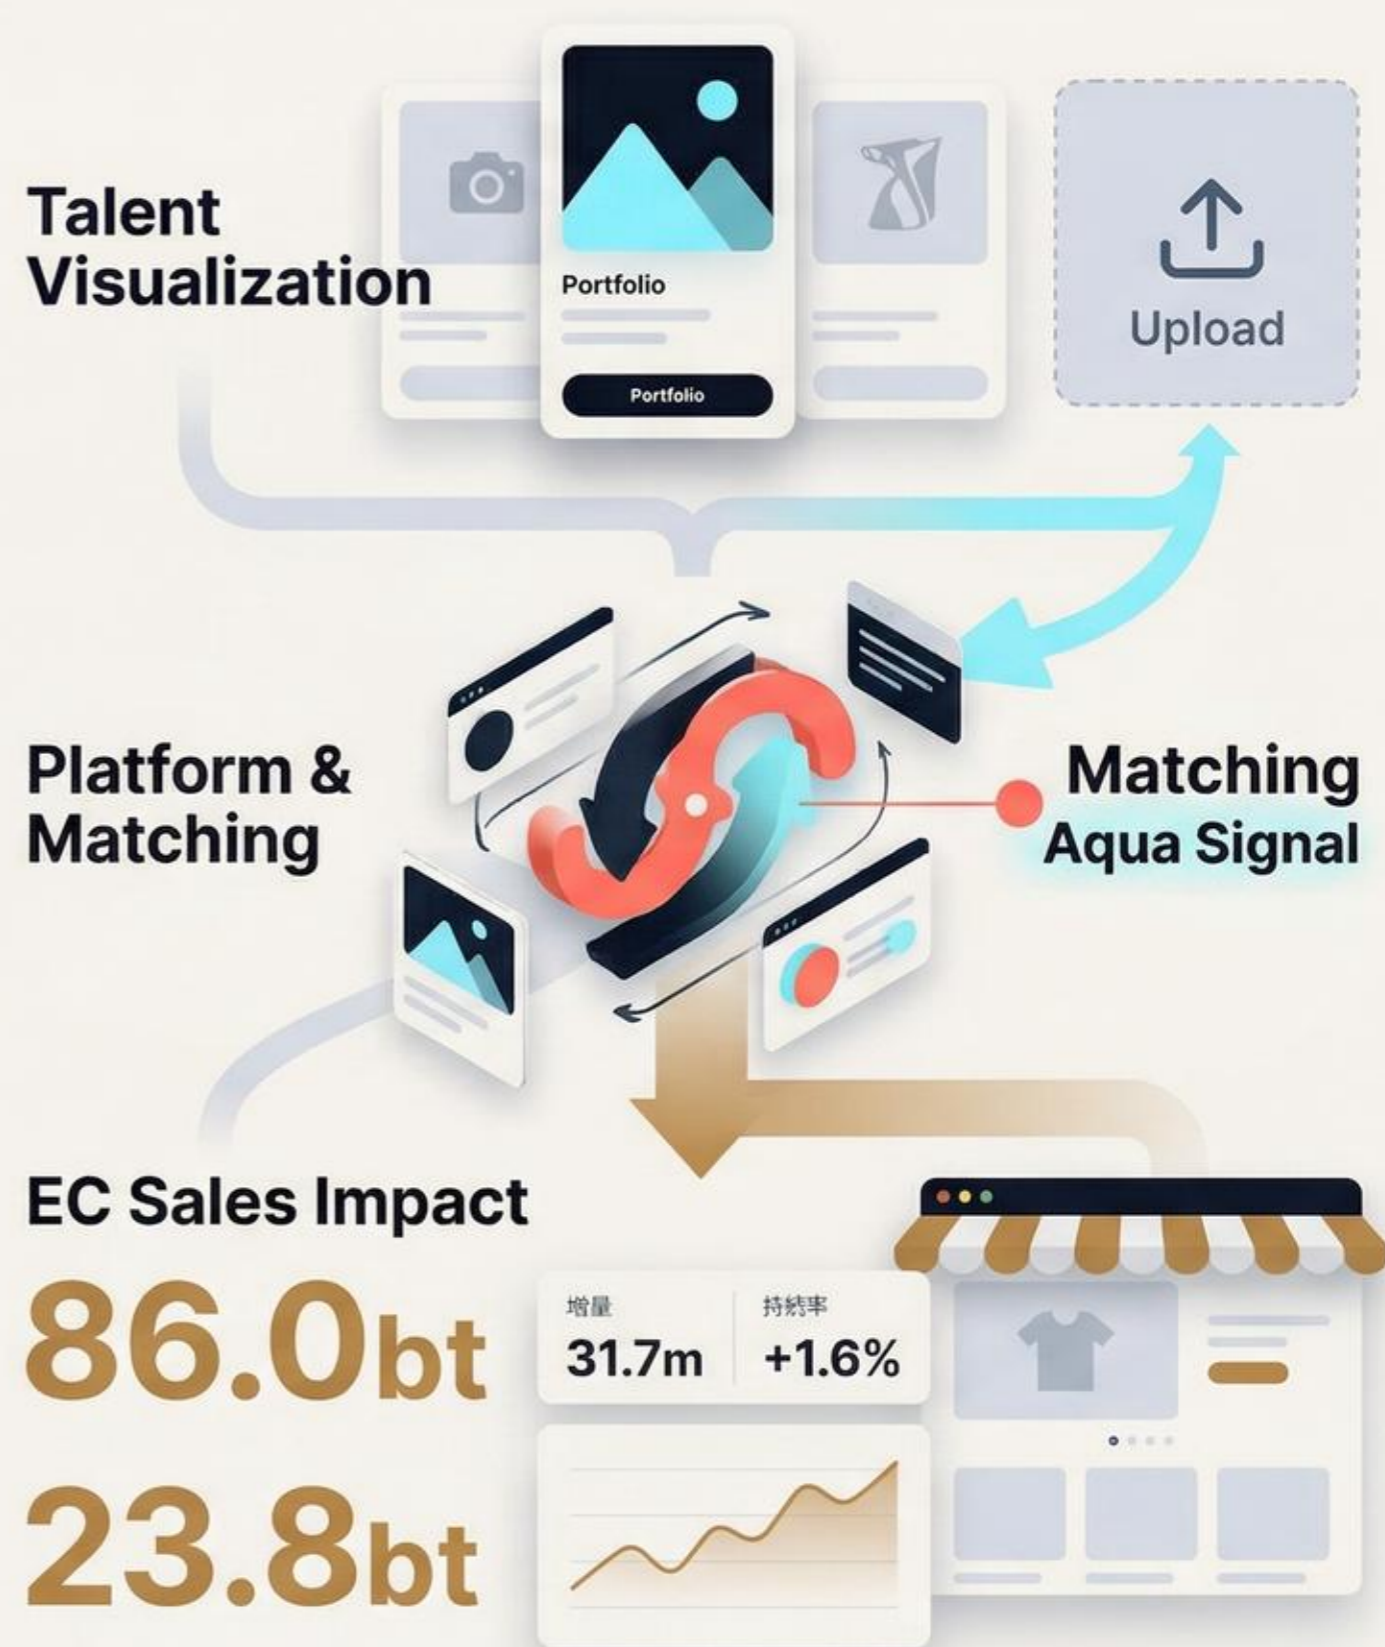 Talent
Visualization
Portfolio
Portfolio
Upload
Platform &
Matching
Matching
Aqua Signal
EC Sales Impact
86.0bt
23.8bt
増量
31.7m
持続率
+1.6%